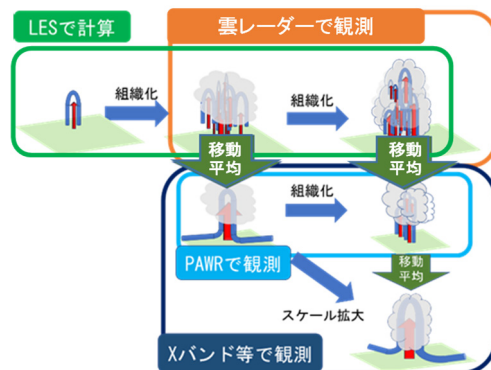 LESで計算
雲レーダーで観測
組織化
組織化
移動
平均
移動
平均
組織化
PAWRで観測
移動
平均
スケール拡大
Xバンド等で観測